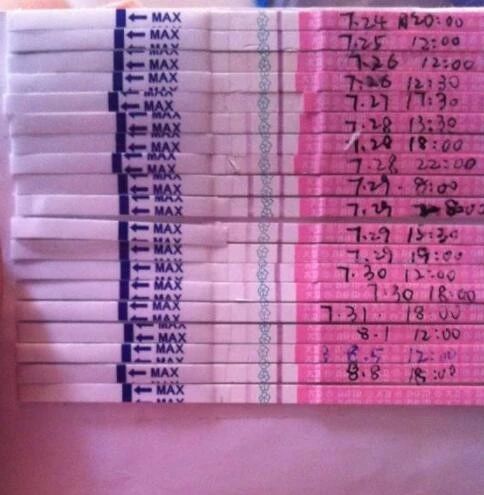 MAX 7.24 20:00
MAX 7.25 12:00
MAX 7.26 12:00
MAX 7.26 12:30
MAX 7.27 17:30
MAX 7.28 13:30
MAX 7.28 18:00
MAX 7.28 22:00
MAX 7.29. 8:00
MAX 7.29
MAX 7.29 15:30
MAX 7.29 19:00
MAX 7.30 12:00
MAX 7.30 18:00
MAX 7.31. 18:00
MAX 8.1 12:00
MAX 8.5 12:00
MAX 8.8 18:00
MAX